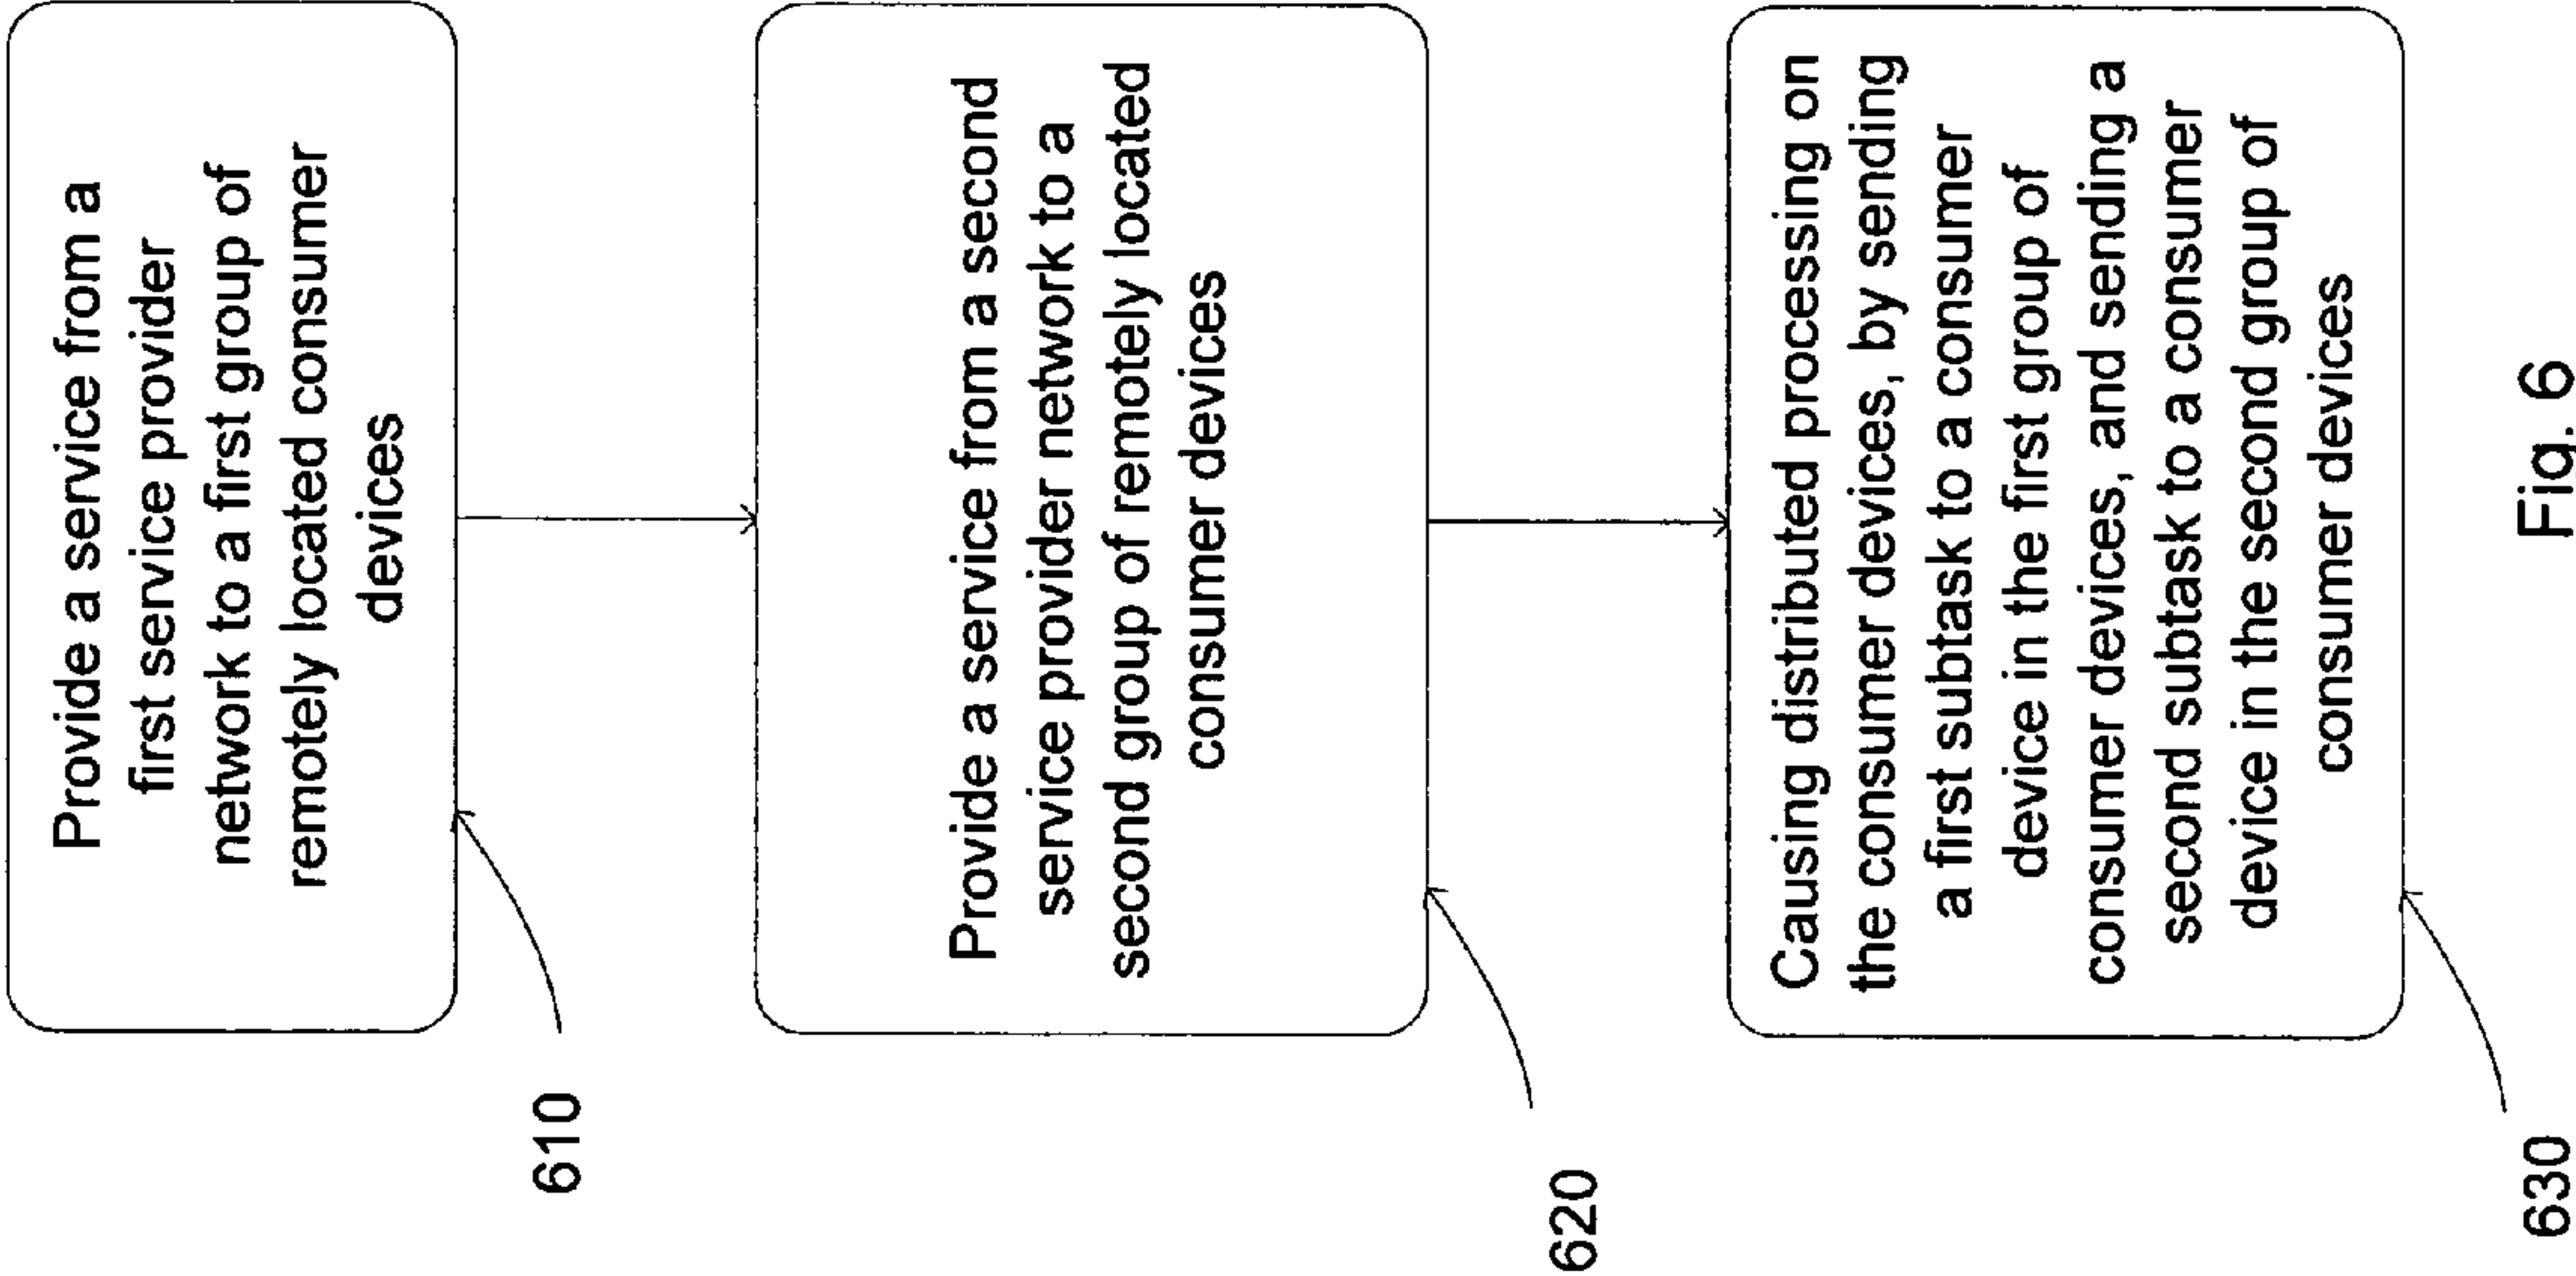 Provide a service from a
first service provider
network to a first group of
remotely located consumer
devices
610
Provide a service from a second
service provider network to a
second group of remotely located
consumer devices
620
Causing distributed processing on
the consumer devices, by sending
a first subtask to a consumer
device in the first group of
consumer devices, and sending a
second subtask to a consumer
device in the second group of
consumer devices
630
Fig. 6